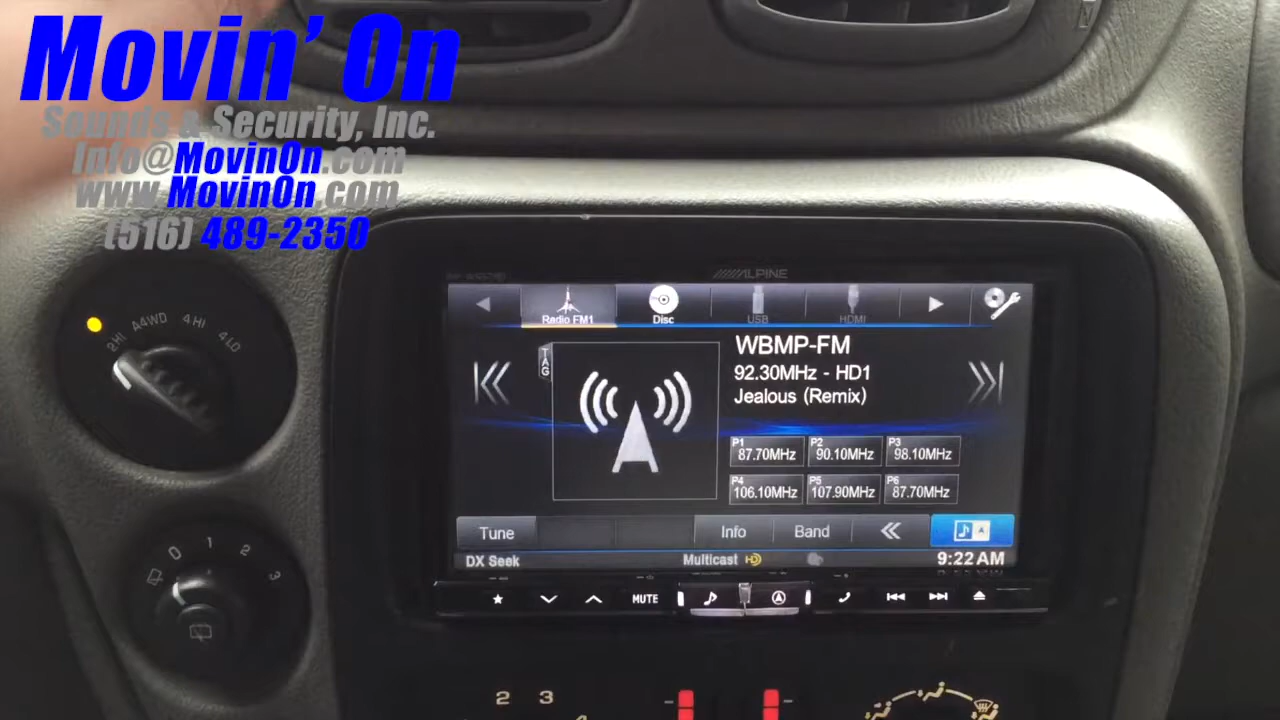 Movin' On
Sounds & Security, Inc.
Info@MovinOn.com
www.MovinOn.com
(516) 489-2350
ALPINE
Radio FM1
Disc
USB
HDMI
TAG
WBMP-FM
92.30MHz - HD1
Jealous (Remix)
P1 87.70MHz P2 90.10MHz P3 98.10MHz
P4 106.10MHz P5 107.90MHz P6 87.70MHz
Tune Info Band
DX Seek Multicast HD 9:22 AM
MUTE
2HI A4WD 4HI 4LO
0 1 2 3
2 3